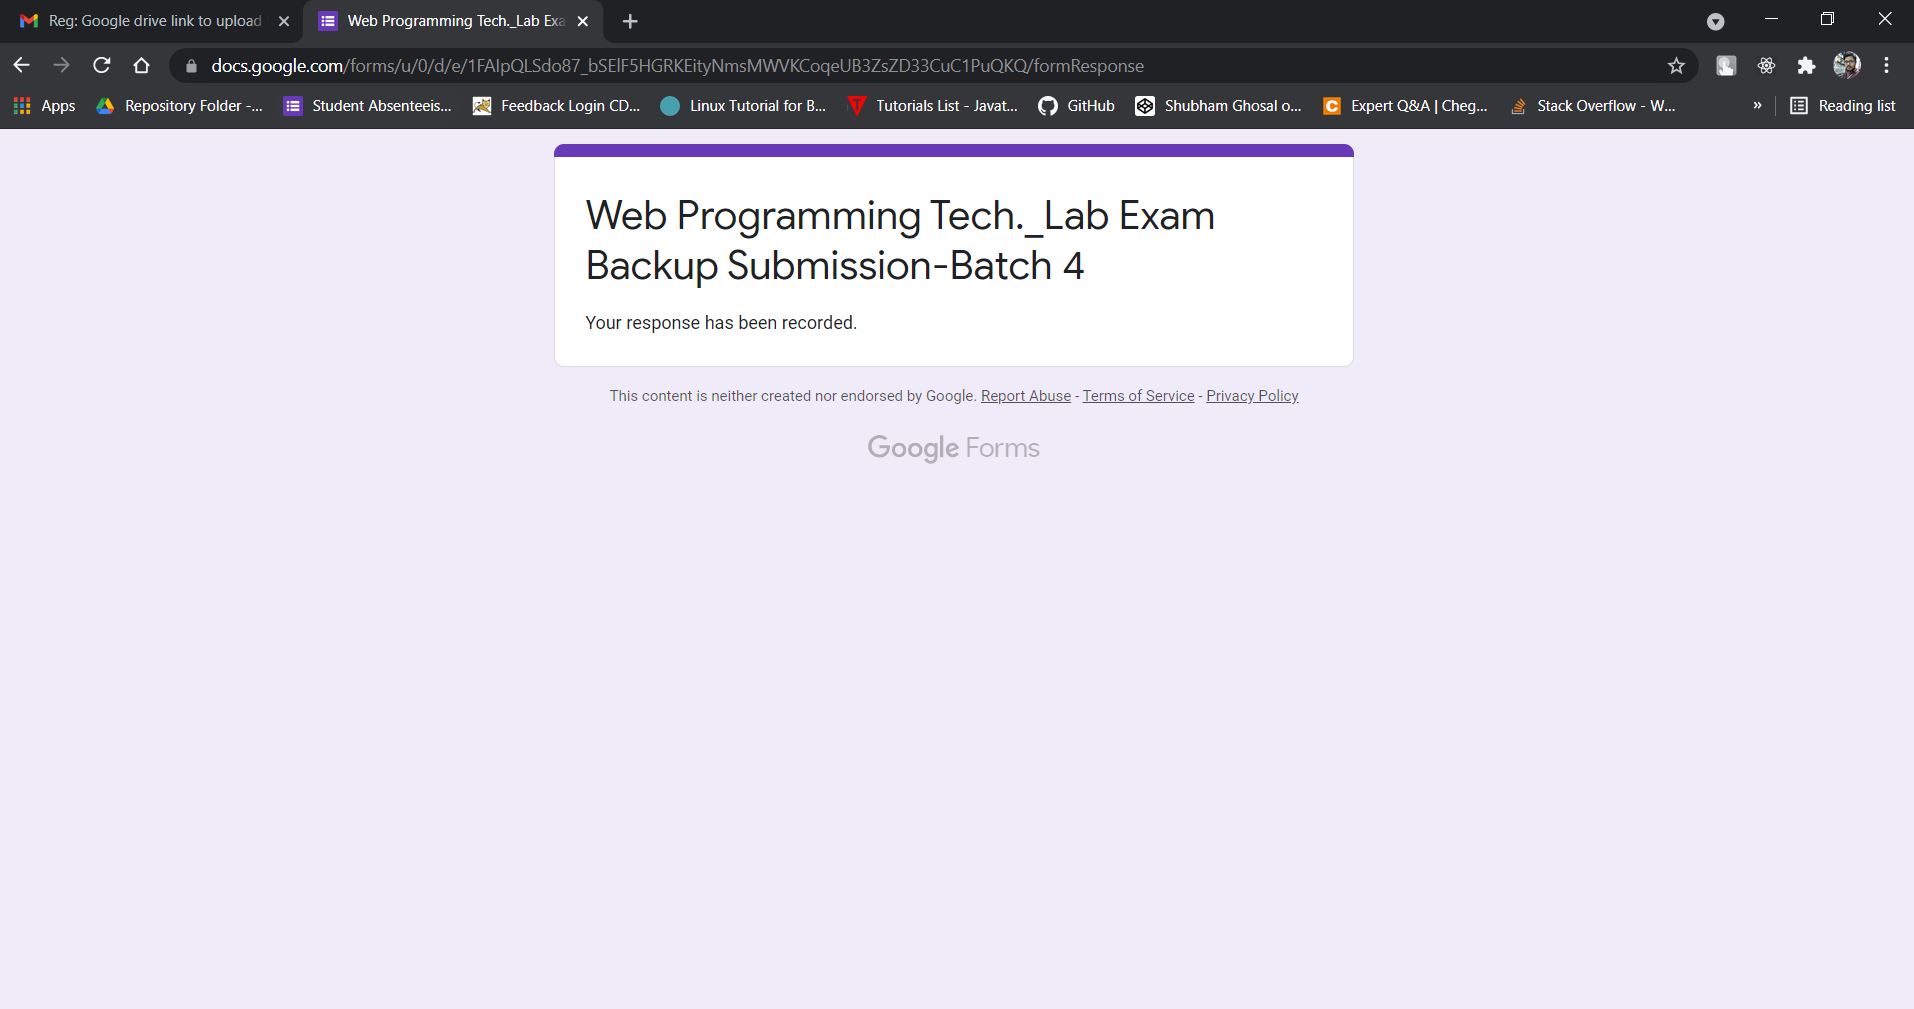 Reg: Google drive link to upload
Web Programming Tech._Lab Exa
docs.google.com/forms/u/0/d/e/1FAIpQLSdo87_bSElF5HGRKEityNmsMWVKCoqeUB3ZsZD33CuC1PuQKQ/formResponse
Apps
Repository Folder -...
Student Absenteeis...
Feedback Login CD...
Linux Tutorial for B...
Tutorials List - Javat...
GitHub
Shubham Ghosal o...
Expert Q&A | Cheg...
Stack Overflow - W...
»
Reading list
Web Programming Tech._Lab Exam
Backup Submission-Batch 4
Your response has been recorded.
This content is neither created nor endorsed by Google. Report Abuse - Terms of Service - Privacy Policy
Google Forms